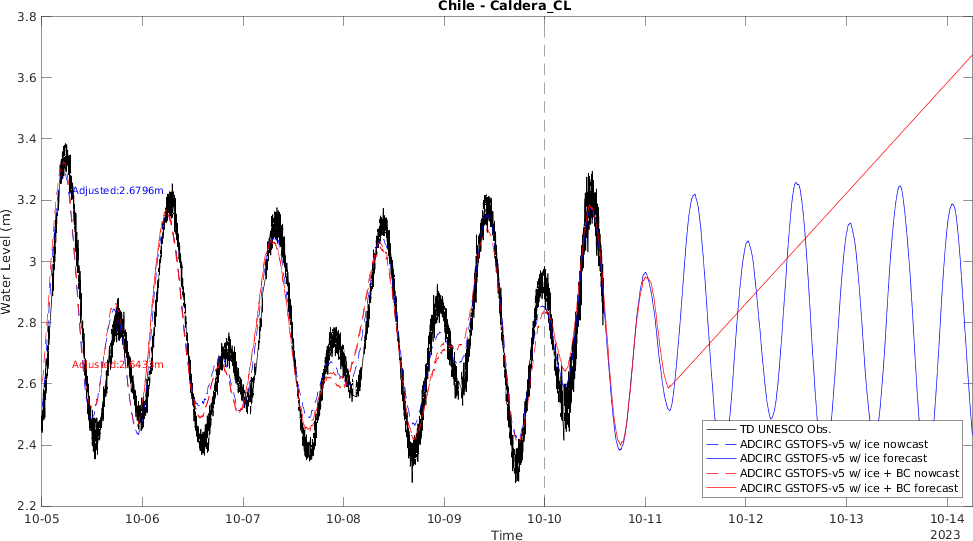 Chile - Caldera_CL
3.8
3.6
3.4
3.2
3
2.8
2.6
2.4
2.2
Water Level (m)
Adjusted:2.6796m
TD UNESCO Obs.
ADCIRC GSTOFS-v5 w/ ice nowcast
ADCIRC GSTOFS-v5 w/ ice forecast
ADCIRC GSTOFS-v5 w/ ice + BC nowcast
ADCIRC GSTOFS-v5 w/ ice + BC forecast
10-05 10-06 10-07 10-08 10-09 10-10 10-11 10-12 10-13 10-14
Time
2023